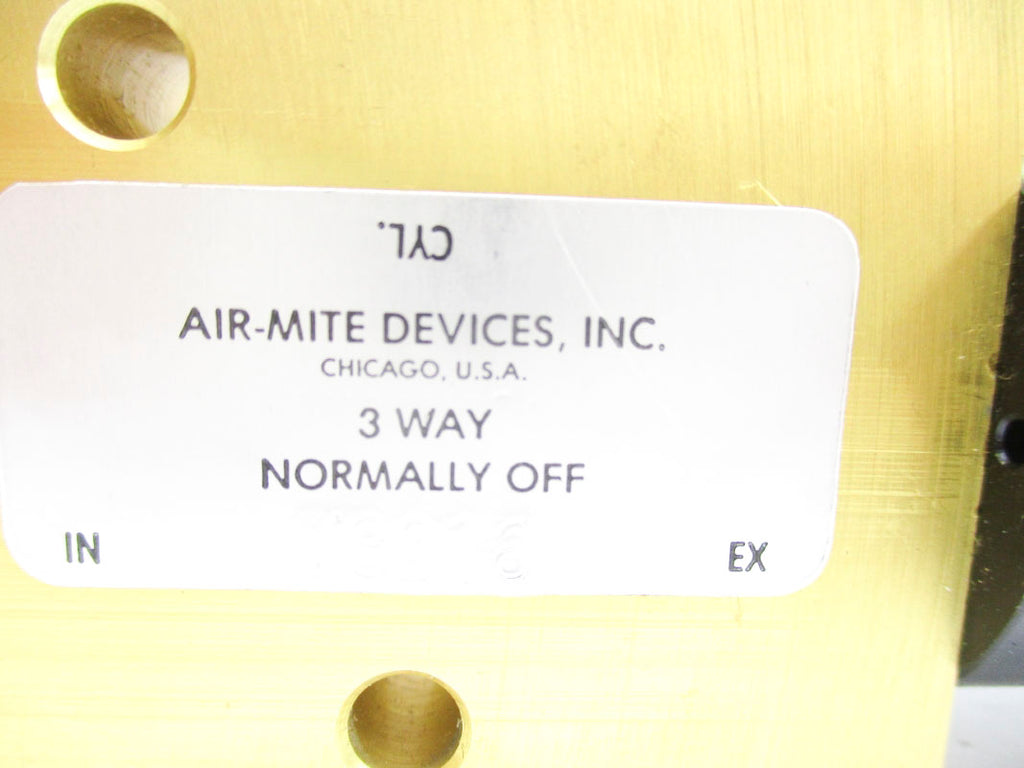 CYL.
AIR-MITE DEVICES, INC.
CHICAGO, U.S.A.
3 WAY
NORMALLY OFF
IN
EX